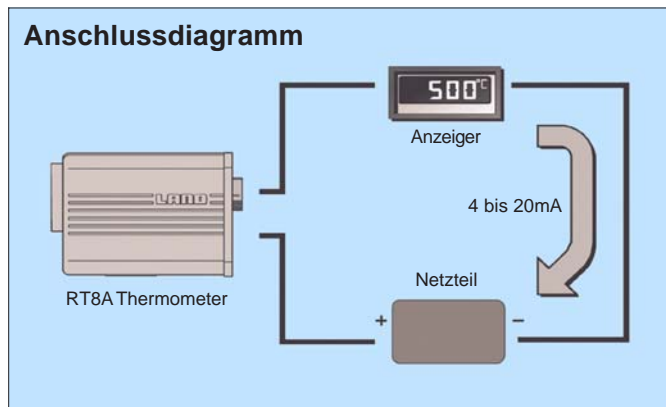 Anschlussdiagramm
500°C
Anzeiger
LAND
4 bis 20mA
RT8A Thermometer
Netzteil
+ −